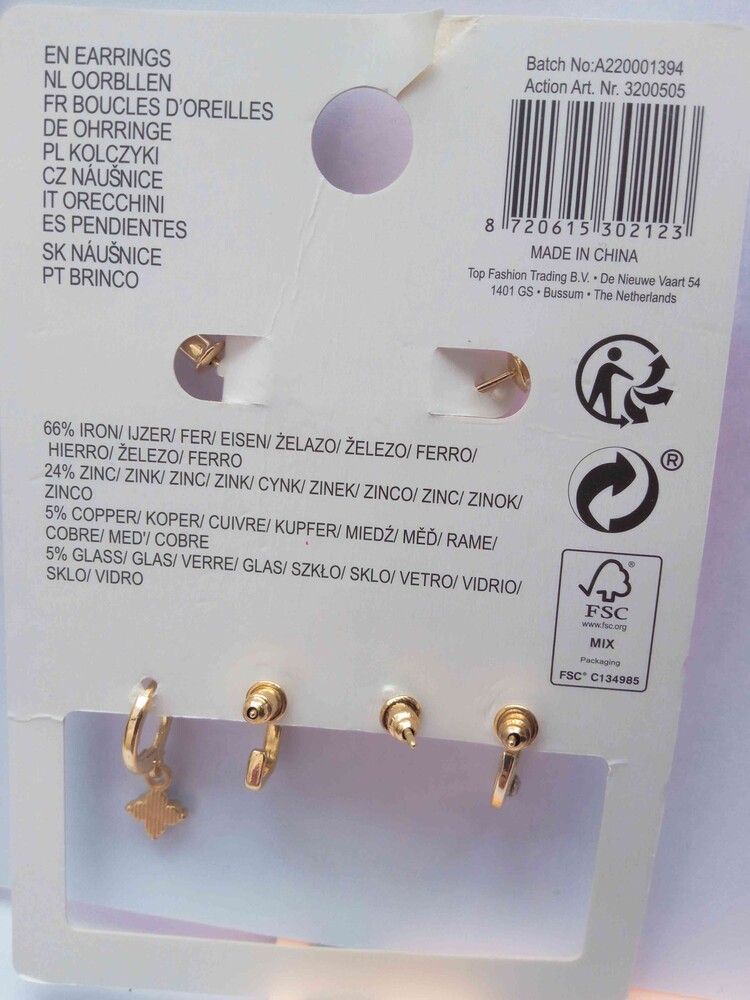 EN EARRINGS
NL OORBLLEN
FR BOUCLES D'OREILLES
DE OHRRINGE
PL KOLCZYKI
CZ NÁUŠNICE
IT ORECCHINI
ES PENDIENTES
SK NÁUŠNICE
PT BRINCO
Batch No:A220001394
Action Art. Nr. 3200505
8 720615 302123
MADE IN CHINA
Top Fashion Trading B.V. • De Nieuwe Vaart 54
1401 GS • Bussum • The Netherlands
66% IRON/ IJZER/ FER/ EISEN/ ŻELAZO/ ŽELEZO/ FERRO/
HIERRO/ ŽELEZO/ FERRO
24% ZINC/ ZINK/ ZINC/ ZINK/ CYNK/ ZINEK/ ZINCO/ ZINC/ ZINOK/
ZINCO
5% COPPER/ KOPER/ CUIVRE/ KUPFER/ MIEDŹ/ MĚĎ/ RAME/
COBRE/ MED'/ COBRE
5% GLASS/ GLAS/ VERRE/ GLAS/ SZKŁO/ SKLO/ VETRO/ VIDRIO/
SKLO/ VIDRO
®
®
FSC
www.fsc.org
MIX
Packaging
FSC® C134985